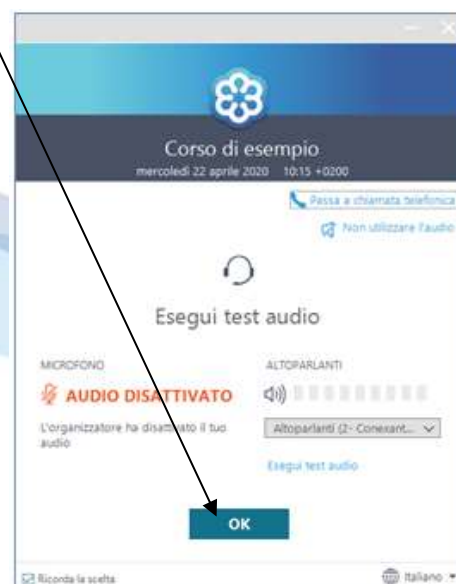 Corso di esempio
mercoledì 22 aprile 2020 10:15 +0200
Passa a chiamata telefonica
Non utilizzare l'audio
Esegui test audio
MICROFONO
AUDIO DISATTIVATO
L'organizzatore ha disattivato il tuo
audio
ALTOPARLANTI
Altoparlanti (2- Conexant...
Esegui test audio
OK
Ricorda la scelta
Italiano